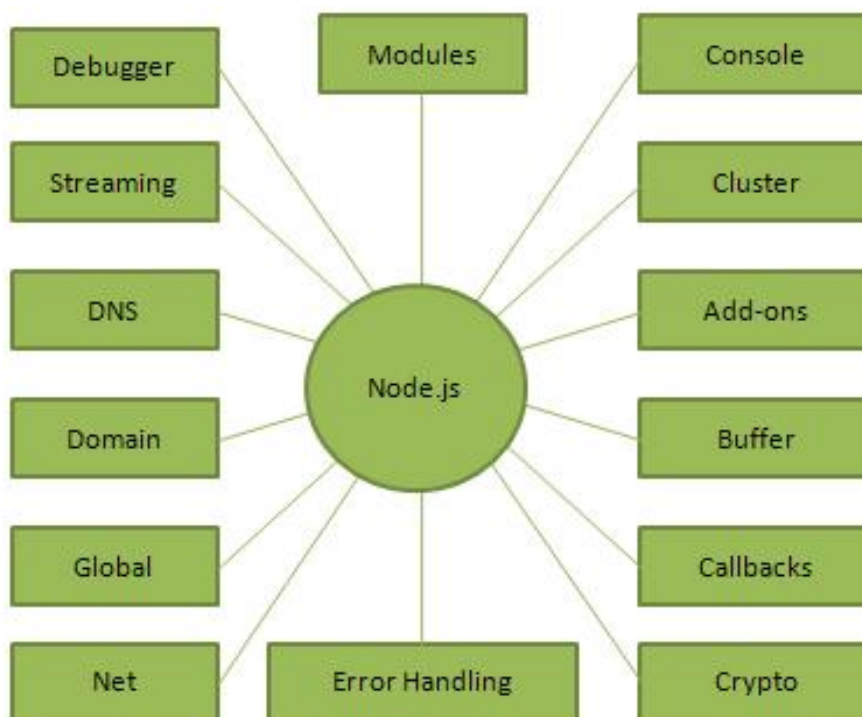 Debugger
Modules
Console
Streaming
Cluster
DNS
Add-ons
Node.js
Domain
Buffer
Global
Callbacks
Net
Error Handling
Crypto